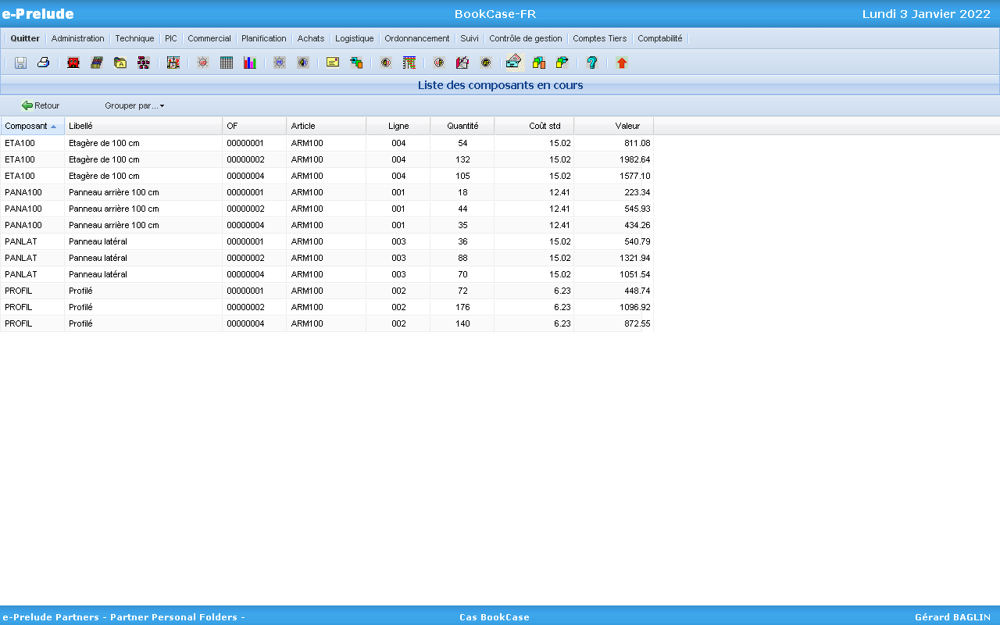 e-Prelude BookCase-FR Lundi 3 Janvier 2022
Quitter Administration Technique PIC Commercial Planification Achats Logistique Ordonnancement Suivi Contrôle de gestion Comptes Tiers Comptabilité
Liste des composants en cours
Retour Grouper par...
Composant Libellé OF Article Ligne Quantité Coût std Valeur
ETA100 Etagère de 100 cm 00000001 ARM100 004 54 15.02 811.08
ETA100 Etagère de 100 cm 00000002 ARM100 004 132 15.02 1982.64
ETA100 Etagère de 100 cm 00000004 ARM100 004 105 15.02 1577.10
PANA100 Panneau arrière 100 cm 00000001 ARM100 001 18 12.41 223.34
PANA100 Panneau arrière 100 cm 00000002 ARM100 001 44 12.41 545.93
PANA100 Panneau arrière 100 cm 00000004 ARM100 001 35 12.41 434.26
PANLAT Panneau latéral 00000001 ARM100 003 36 15.02 540.79
PANLAT Panneau latéral 00000002 ARM100 003 88 15.02 1321.94
PANLAT Panneau latéral 00000004 ARM100 003 70 15.02 1051.54
PROFIL Profilé 00000001 ARM100 002 72 6.23 448.74
PROFIL Profilé 00000002 ARM100 002 176 6.23 1096.92
PROFIL Profilé 00000004 ARM100 002 140 6.23 872.55
e-Prelude Partners - Partner Personal Folders - Cas BookCase Gérard BAGLIN